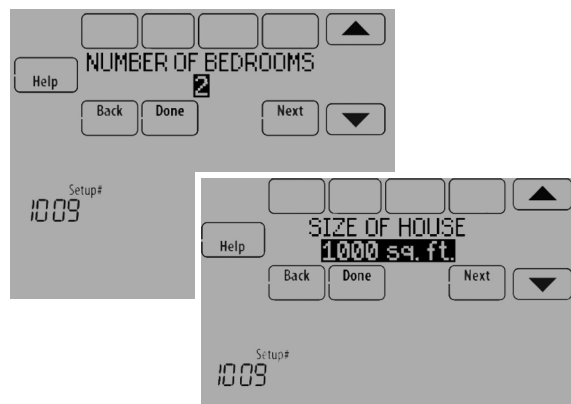 NUMBER OF BEDROOMS
Help
2
Back Done Next
Setup#
1009
SIZE OF HOUSE
Help
1000 sq. ft.
Back Done Next
Setup#
1009